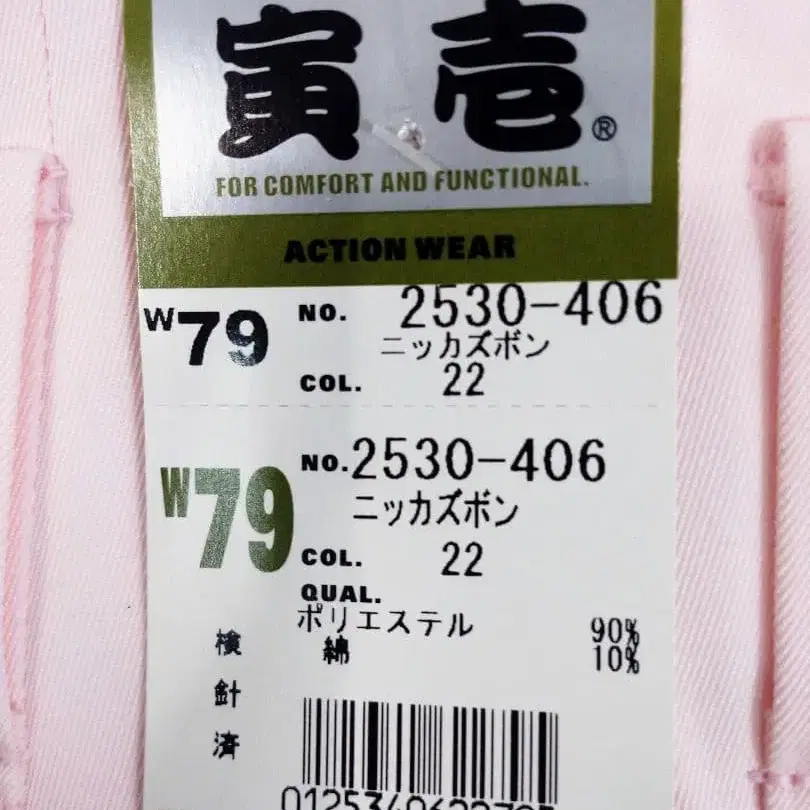 寅壱®
FOR COMFORT AND FUNCTIONAL.
ACTION WEAR
W79 NO. 2530-406
ニッカズボン
COL. 22
W79 NO. 2530-406
ニッカズボン
COL. 22
QUAL.
ポリエステル 90%
綿 10%
検針済